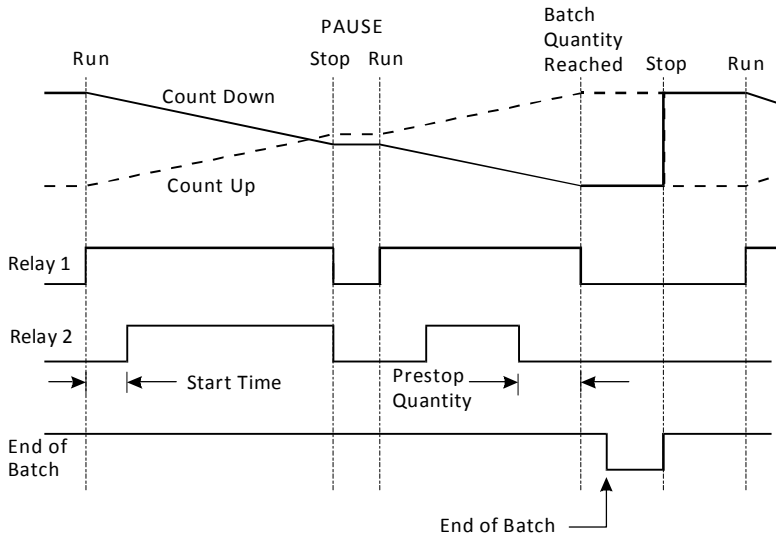 PAUSE
Batch
Quantity
Reached
Run
Stop
Run
Stop
Run
Count Down
Count Up
Relay 1
Relay 2
Start Time
Prestop
Quantity
End of
Batch
End of Batch